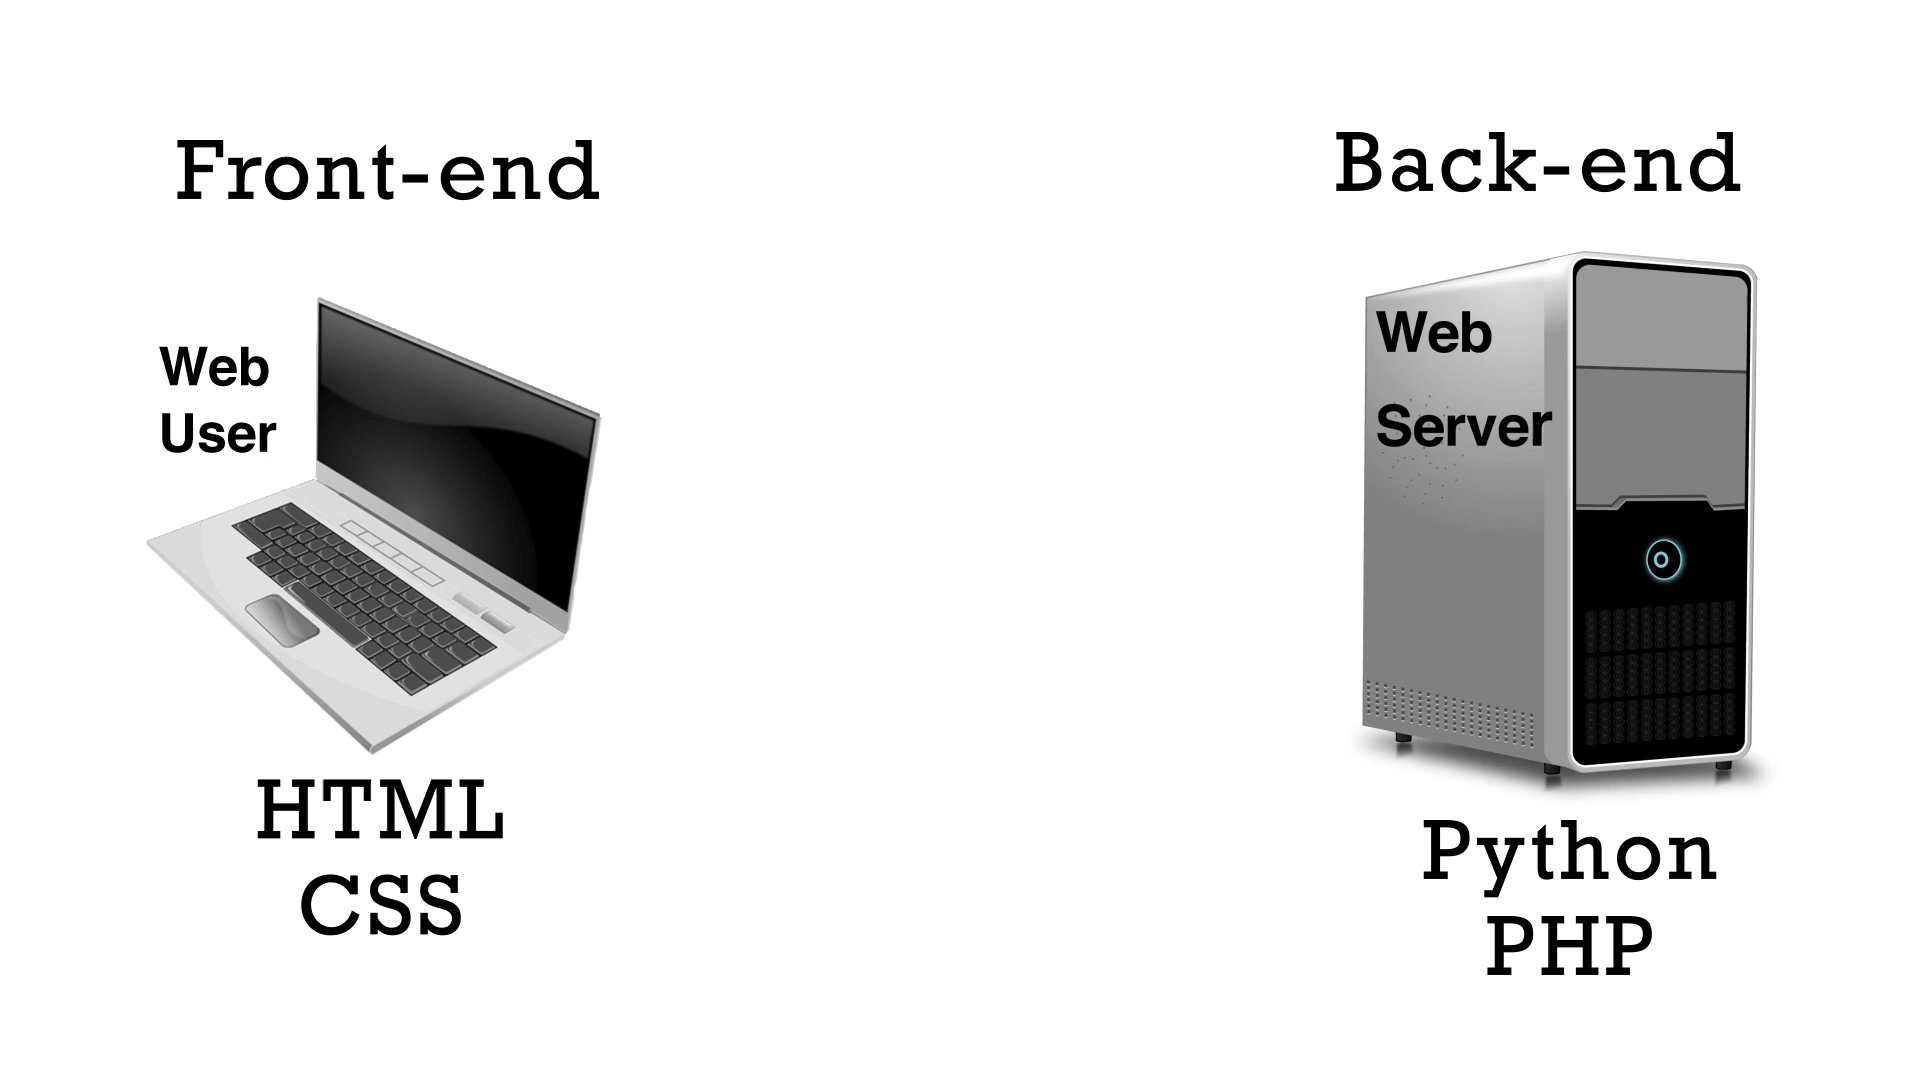 Front-end
Web
User
HTML
CSS
Back-end
Web
Server
Python
PHP